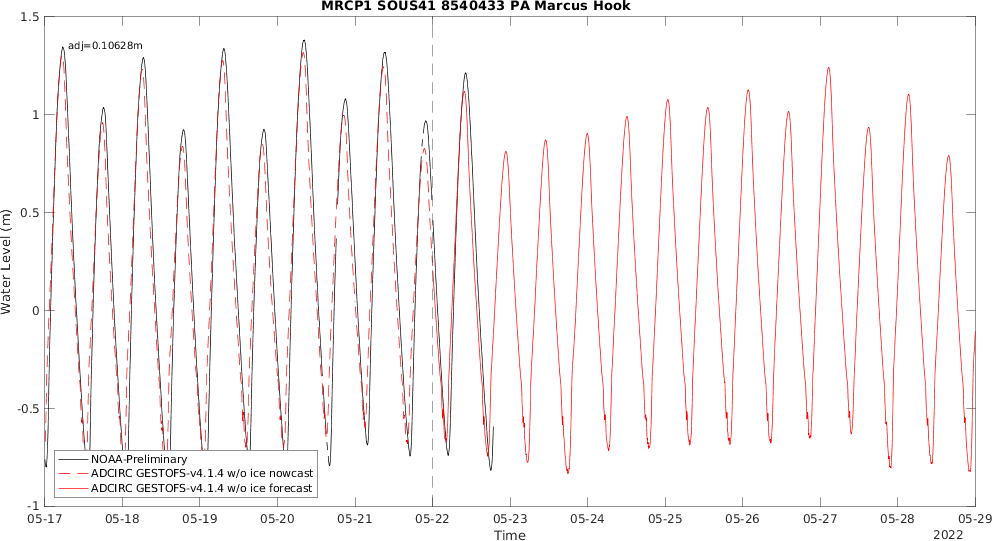 MRCP1 SOUS41 8540433 PA Marcus Hook
1.5
adj=0.10628m
1
0.5
Water Level (m)
0
-0.5
NOAA-Preliminary
ADCIRC GESTOFS-v4.1.4 w/o ice nowcast
ADCIRC GESTOFS-v4.1.4 w/o ice forecast
-1
05-17 05-18 05-19 05-20 05-21 05-22 05-23 05-24 05-25 05-26 05-27 05-28 05-29
Time 2022